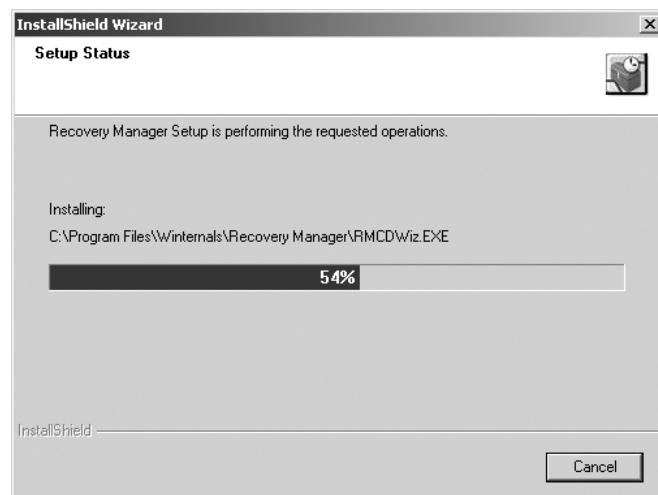 InstallShield Wizard
Setup Status
Recovery Manager Setup is performing the requested operations.
Installing:
C:\Program Files\Winternals\Recovery Manager\RMCDWiz.EXE
54%
InstallShield
Cancel